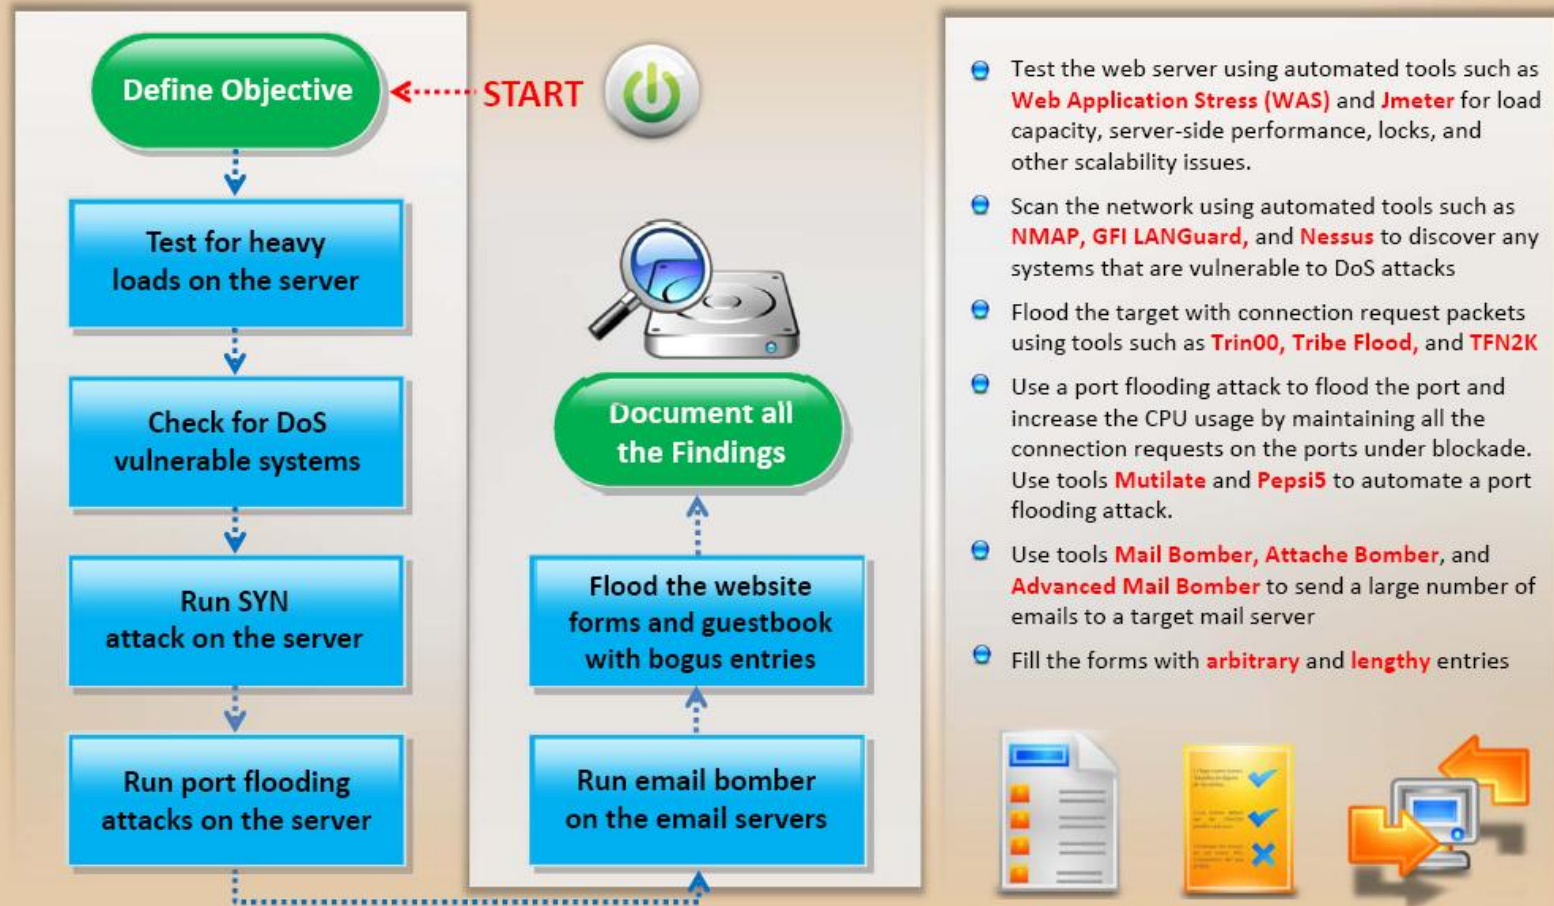 Define Objective
START
Test for heavy
loads on the server
Check for DoS
vulnerable systems
Run SYN
attack on the server
Run port flooding
attacks on the server
Run email bomber
on the email servers
Flood the website
forms and guestbook
with bogus entries
Document all
the Findings
Test the web server using automated tools such as
Web Application Stress (WAS) and Jmeter for load
capacity, server-side performance, locks, and
other scalability issues.
Scan the network using automated tools such as
NMAP, GFI LANGuard, and Nessus to discover any
systems that are vulnerable to DoS attacks
Flood the target with connection request packets
using tools such as Trin00, Tribe Flood, and TFN2K
Use a port flooding attack to flood the port and
increase the CPU usage by maintaining all the
connection requests on the ports under blockade.
Use tools Mutilate and Pepsi5 to automate a port
flooding attack.
Use tools Mail Bomber, Attache Bomber, and
Advanced Mail Bomber to send a large number of
emails to a target mail server
Fill the forms with arbitrary and lengthy entries